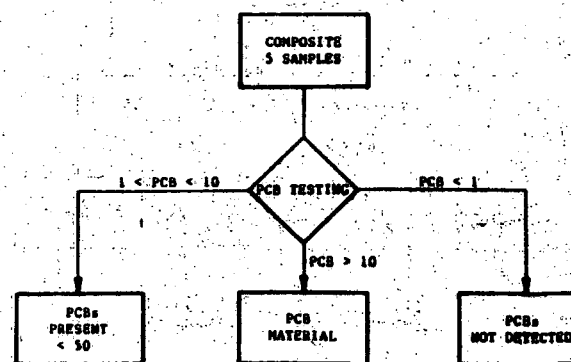 COMPOSITE
5 SAMPLES
1 < PCB < 10
PCB TESTING
PCB < 1
PCB > 10
PCBs
PRESENT
< 50
PCB
MATERIAL
PCBs
NOT DETECTED